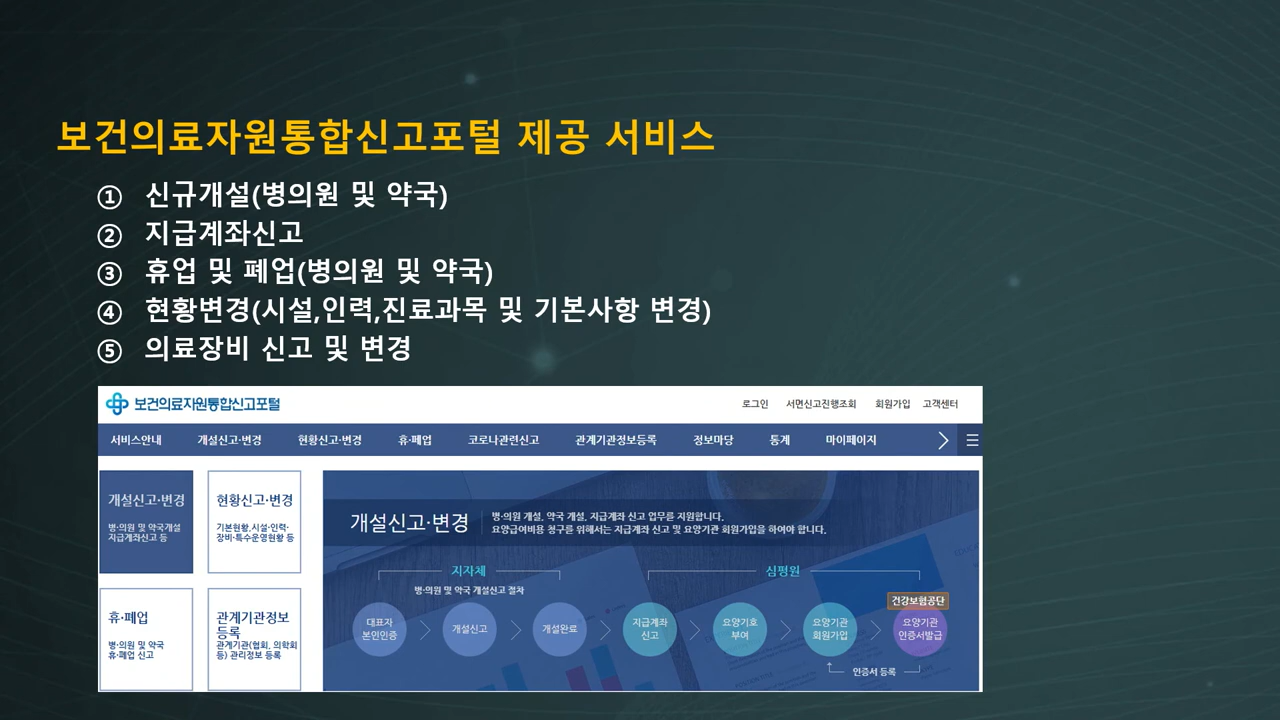 보건의료자원통합신고포털 제공 서비스
① 신규개설(병의원 및 약국)
② 지급계좌신고
③ 휴업 및 폐업(병의원 및 약국)
④ 현황변경(시설,인력,진료과목 및 기본사항 변경)
⑤ 의료장비 신고 및 변경
보건의료자원통합신고포털
로그인 서면신고진행조회 회원가입 고객센터
서비스안내 개설신고·변경 현황신고·변경 휴·폐업 코로나관련신고 관계기관정보등록 정보마당 통계 마이페이지
개설신고·변경
병·의원 및 약국개설
지급계좌신고 등
현황신고·변경
기본현황,시설·인력·
장비·특수운영현황 등
휴·폐업
병·의원 및 약국
휴·폐업 신고
관계기관정보
등록
관계기관(협회, 의학회
등) 관리정보 등록
개설신고·변경
병·의원 개설, 약국 개설, 지급계좌 신고 업무를 지원합니다.
요양급여비용 청구를 위해서는 지급계좌 신고 및 요양기관 회원가입을 하여야 합니다.
지자체
병·의원 및 약국 개설신고 절차
심평원
건강보험공단
대표자
본인인증
개설신고
개설완료
지급계좌
신고
요양기호
부여
요양기관
회원가입
요양기관
인증서발급
인증서 등록